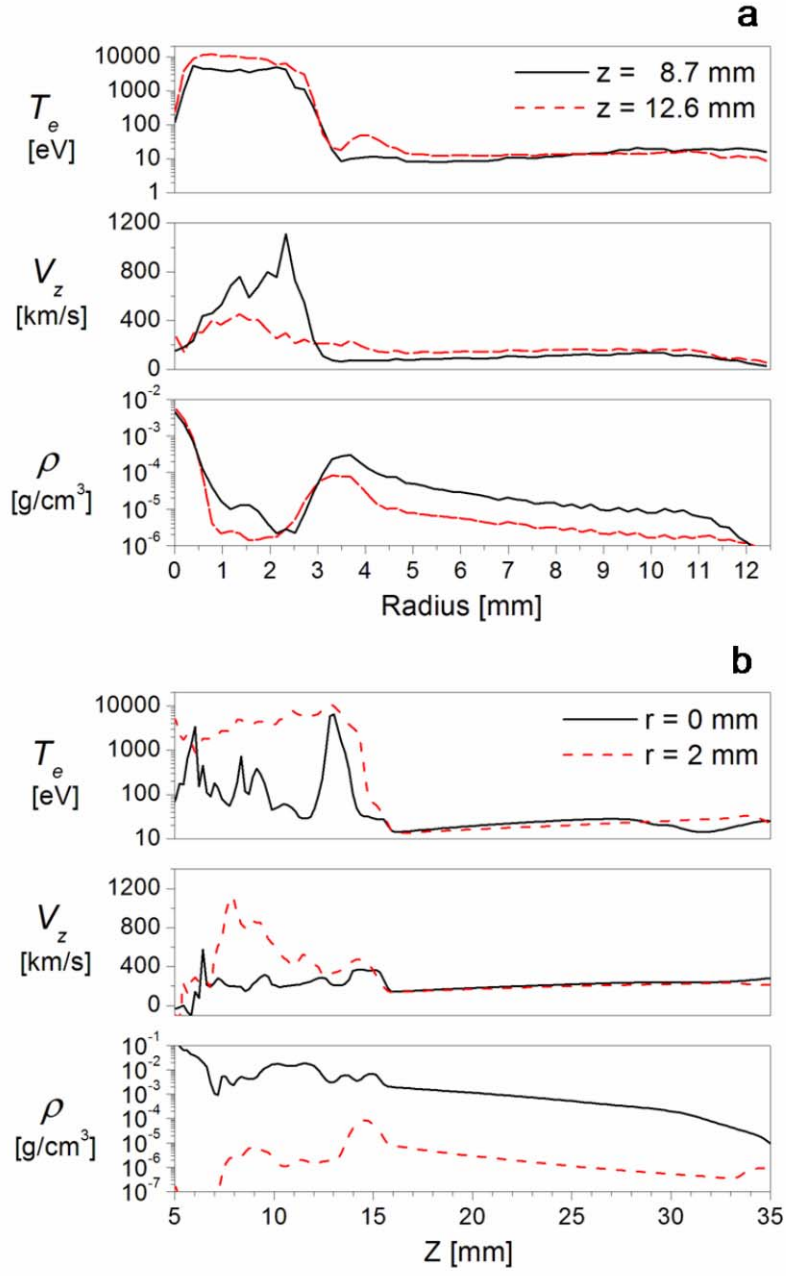 a
10000
1000
100
10
1
T_e
[eV]
z = 8.7 mm
z = 12.6 mm
1200
800
400
0
V_z
[km/s]
10^-2
10^-3
10^-4
10^-5
10^-6
ρ
[g/cm^3]
0 1 2 3 4 5 6 7 8 9 10 11 12
Radius [mm]
b
10000
1000
100
10
T_e
[eV]
r = 0 mm
r = 2 mm
1200
800
400
0
V_z
[km/s]
10^-1
10^-2
10^-3
10^-4
10^-5
10^-6
10^-7
ρ
[g/cm^3]
5 10 15 20 25 30 35
Z [mm]